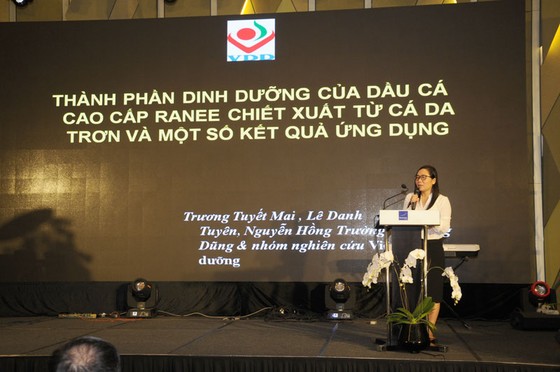 VDD
THÀNH PHẦN DINH DƯỠNG CỦA DẦU CÁ
CAO CẤP RANEE CHIẾT XUẤT TỪ CÁ DA
TRƠN VÀ MỘT SỐ KẾT QUẢ ỨNG DỤNG
Trương Tuyết Mai , Lê Danh
Tuyên, Nguyễn Hồng Trường
Dũng & nhóm nghiên cứu
dưỡng